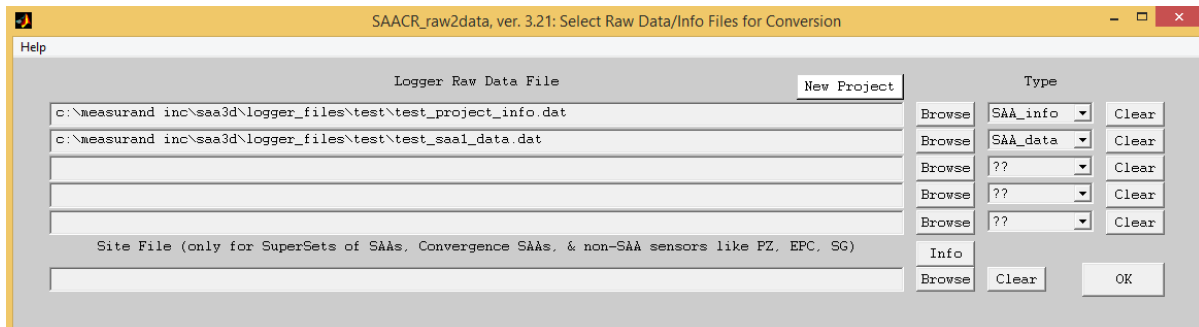 SAACR_raw2data, ver. 3.21: Select Raw Data/Info Files for Conversion
Help
Logger Raw Data File New Project Type
c:\measurand inc\saa3d\logger_files\test\test_project_info.dat Browse SAA_info Clear
c:\measurand inc\saa3d\logger_files\test\test_saa1_data.dat Browse SAA_data Clear
Browse ?? Clear
Browse ?? Clear
Browse ?? Clear
Site File (only for SuperSets of SAAs, Convergence SAAs, & non-SAA sensors like PZ, EPC, SG) Info
Browse Clear OK